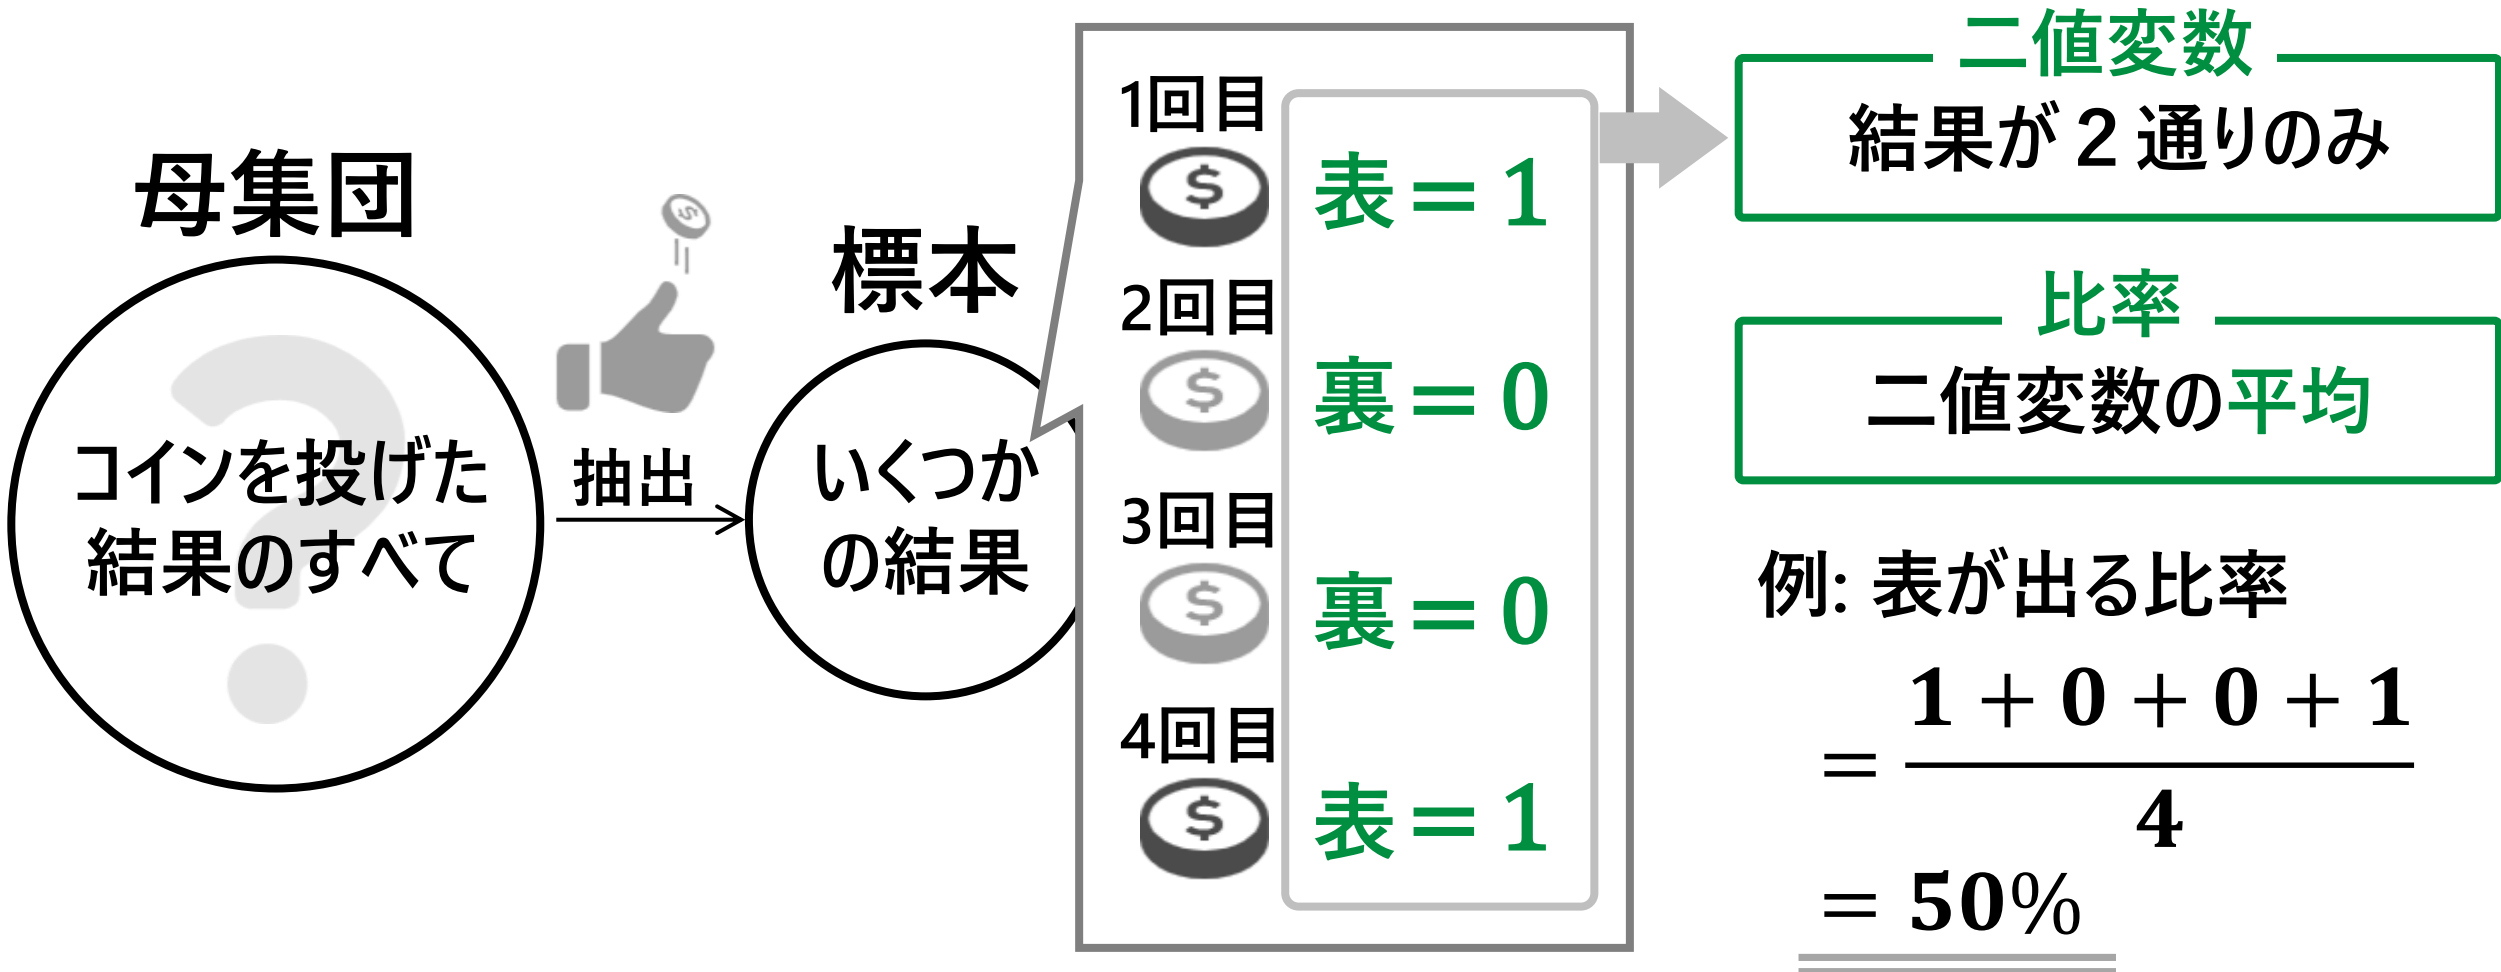 母集団
コインを投げた
結果のすべて
抽出
標本
いくつか
の結果
1回目
表＝1
2回目
裏＝0
3回目
裏＝0
4回目
表＝1
二値変数
結果が2通りのみ
比率
二値変数の平均
例: 表が出る比率
= 1 + 0 + 0 + 1
4
= 50%